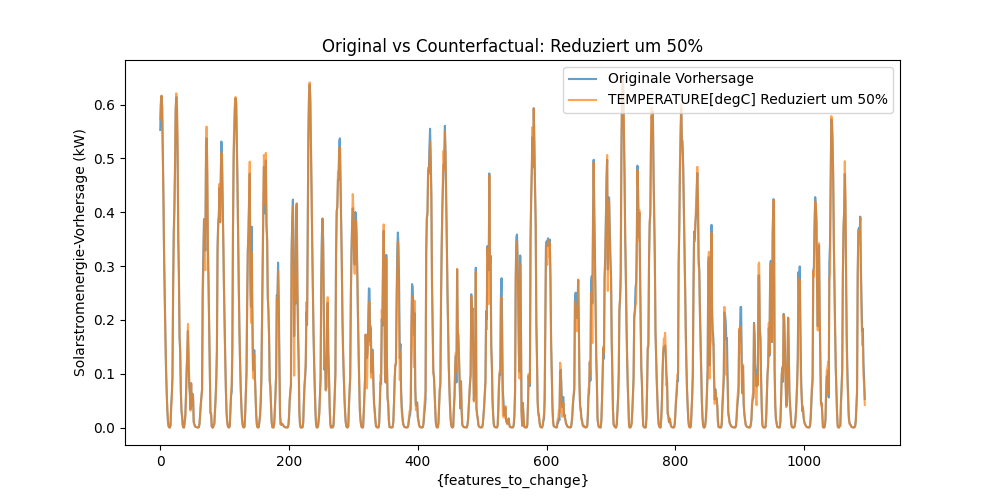 Original vs Counterfactual: Reduziert um 50%
Originale Vorhersage
TEMPERATURE[degC] Reduziert um 50%
Solarstromenergie-Vorhersage (kW)
0.6
0.5
0.4
0.3
0.2
0.1
0.0
0 200 400 600 800 1000
{features_to_change}